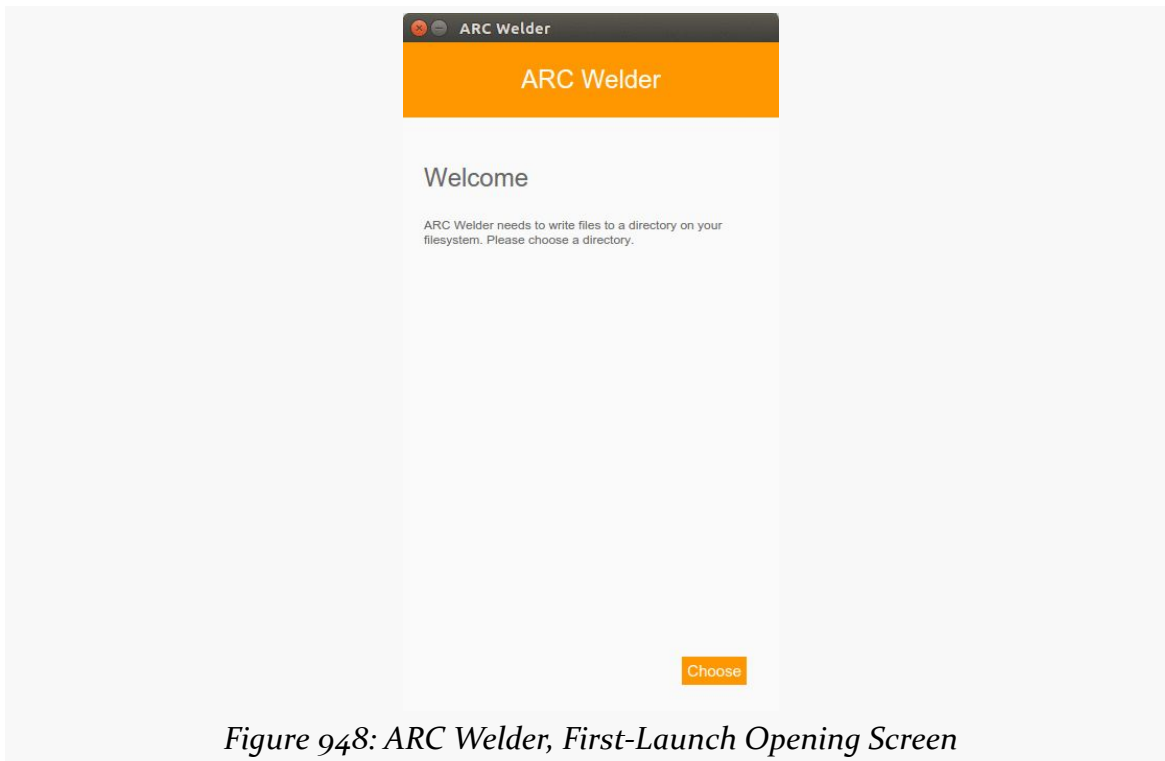 ARC Welder
ARC Welder
Welcome
ARC Welder needs to write files to a directory on your
filesystem. Please choose a directory.
Choose
Figure 948: ARC Welder, First-Launch Opening Screen